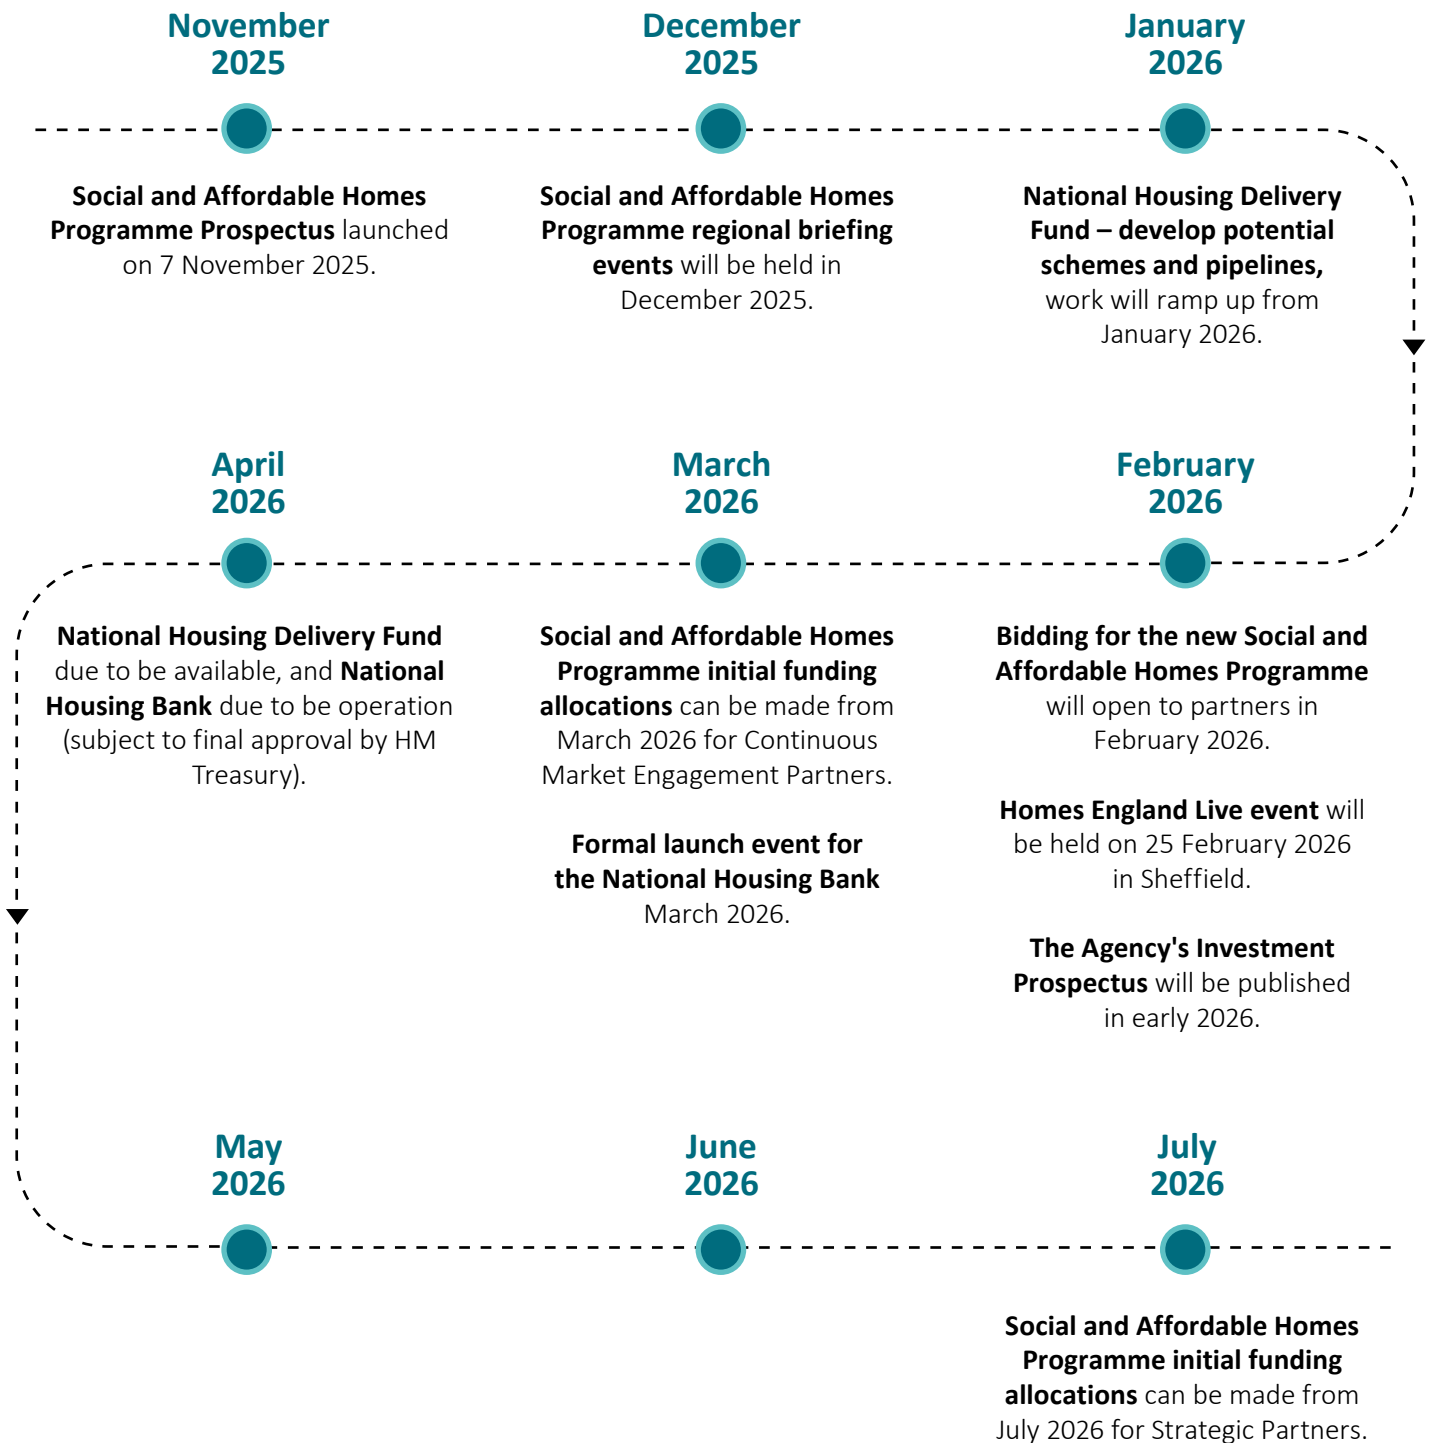 November
2025
Social and Affordable Homes
Programme Prospectus launched
on 7 November 2025.
December
2025
Social and Affordable Homes
Programme regional briefing
events will be held in
December 2025.
January
2026
National Housing Delivery
Fund – develop potential
schemes and pipelines,
work will ramp up from
January 2026.
February
2026
Bidding for the new Social and
Affordable Homes Programme
will open to partners in
February 2026.
Homes England Live event will
be held on 25 February 2026
in Sheffield.
The Agency's Investment
Prospectus will be published
in early 2026.
March
2026
Social and Affordable Homes
Programme initial funding
allocations can be made from
March 2026 for Continuous
Market Engagement Partners.
Formal launch event for
the National Housing Bank
March 2026.
April
2026
National Housing Delivery Fund
due to be available, and National
Housing Bank due to be operation
(subject to final approval by HM
Treasury).
May
2026
June
2026
July
2026
Social and Affordable Homes
Programme initial funding
allocations can be made from
July 2026 for Strategic Partners.